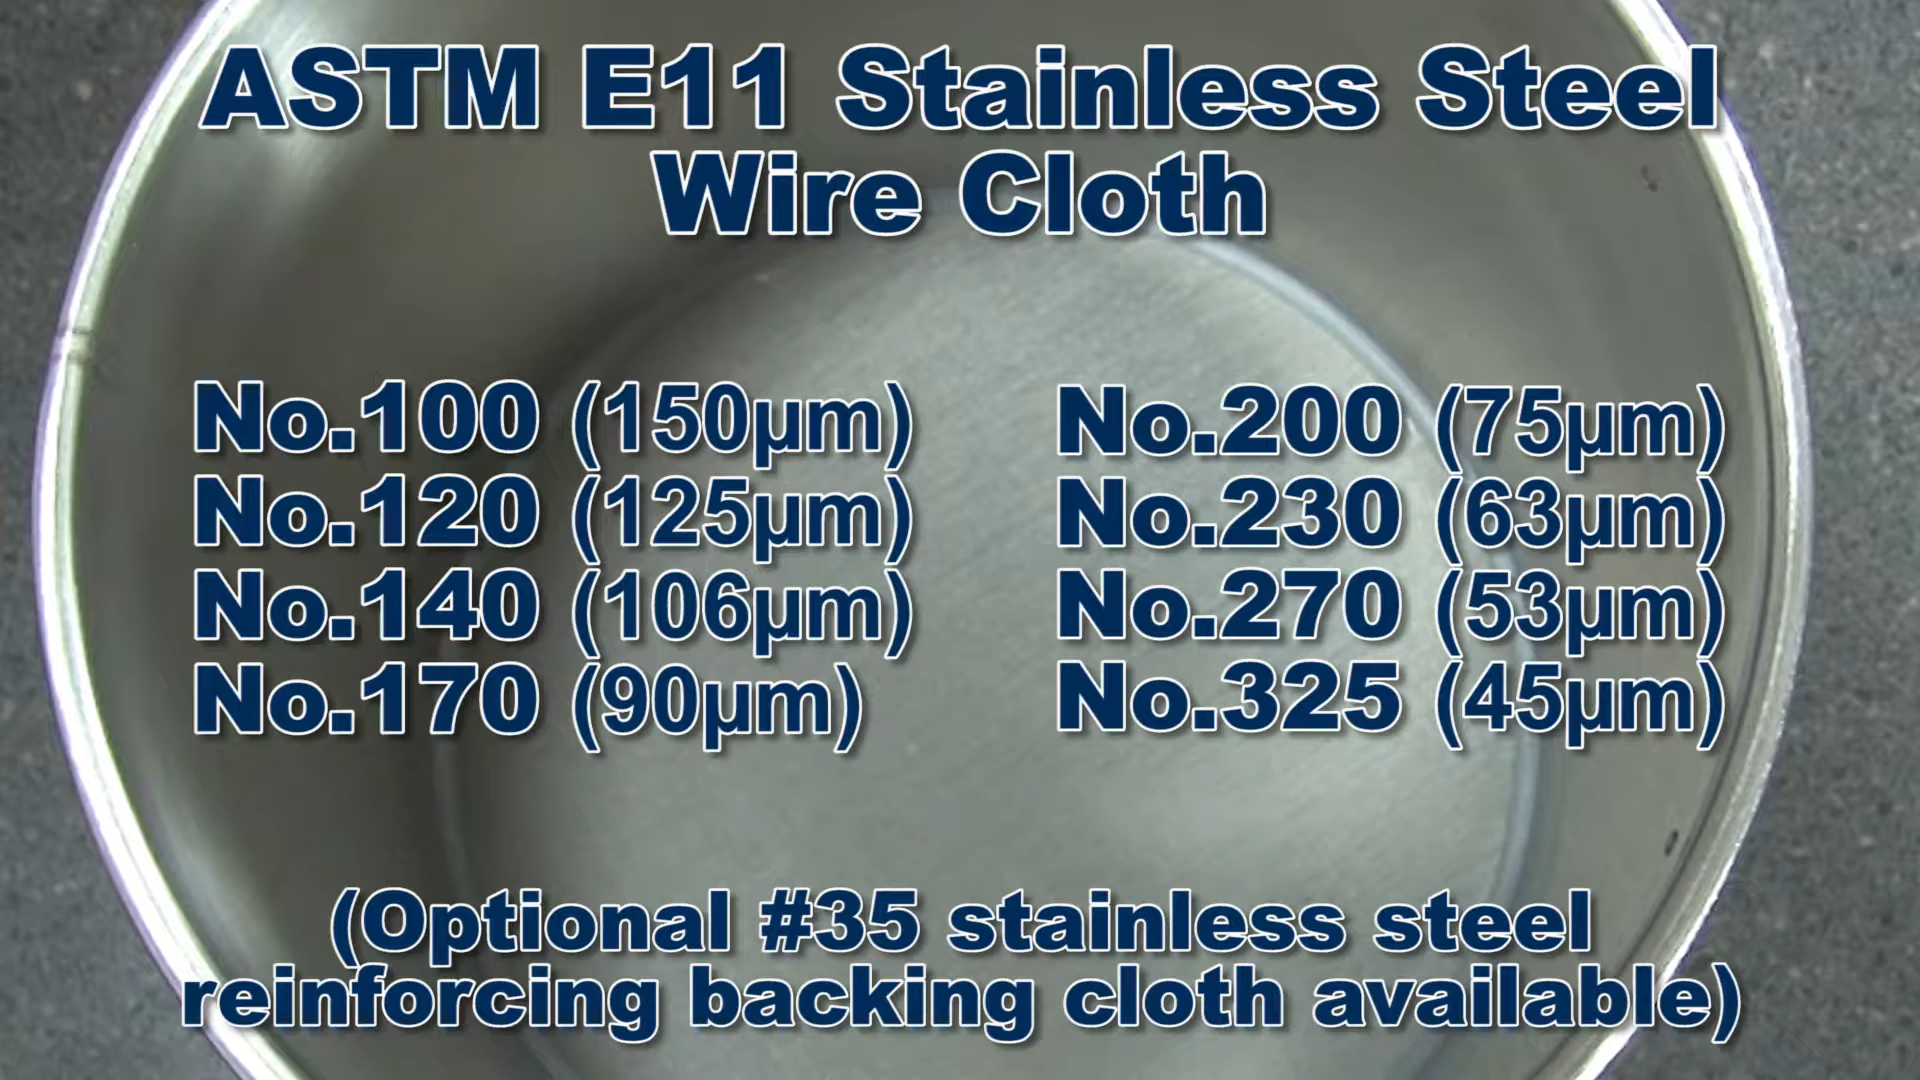 ASTM E11 Stainless Steel
Wire Cloth
No.100 (150µm)
No.120 (125µm)
No.140 (106µm)
No.170 (90µm)
No.200 (75µm)
No.230 (63µm)
No.270 (53µm)
No.325 (45µm)
(Optional #35 stainless steel
reinforcing backing cloth available)